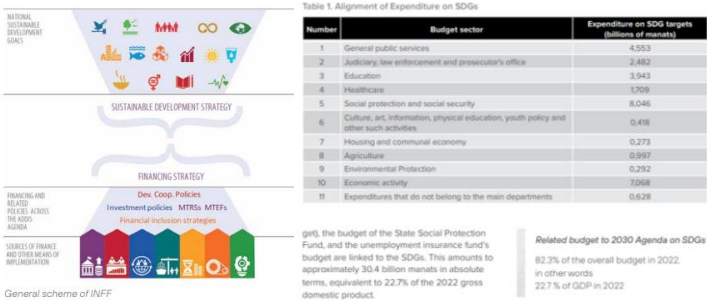 NATIONAL
SUSTAINABLE
DEVELOPMENT
GOALS
SUSTAINABLE DEVELOPMENT STRATEGY
FINANCING STRATEGY
FINANCING AND
RELATED
POLICIES ACROSS
THE ADDIS
AGENDA
Dev. Coop. Policies
Investment policies MTRSs MTEFs
Financial inclusion strategies
SOURCES OF FINANCE
AND OTHER MEANS OF
IMPLEMENTATION
General scheme of INFF
Table 1. Alignment of Expenditure on SDGs
Number Budget sector Expenditure on SDG targets
(billions of manats)
1 General public services 4,553
2 Judiciary, law enforcement and prosecutor's office 2,482
3 Education 3,943
4 Healthcare 1,709
5 Social protection and social security 8,046
6 Culture, art, information, physical education, youth policy and
other such activities 0,418
7 Housing and communal economy 0,273
8 Agriculture 0,997
9 Environmental Protection 0,292
10 Economic activity 7,068
11 Expenditures that do not belong to the main departments 0,628
get), the budget of the State Social Protection
Fund, and the unemployment insurance fund's
budget are linked to the SDGs. This amounts to
approximately 30.4 billion manats in absolute
terms, equivalent to 22.7% of the 2022 gross
domestic product.
Related budget to 2030 Agenda on SDGs
82.3% of the overall budget in 2022,
in other words
22.7 % of GDP in 2022